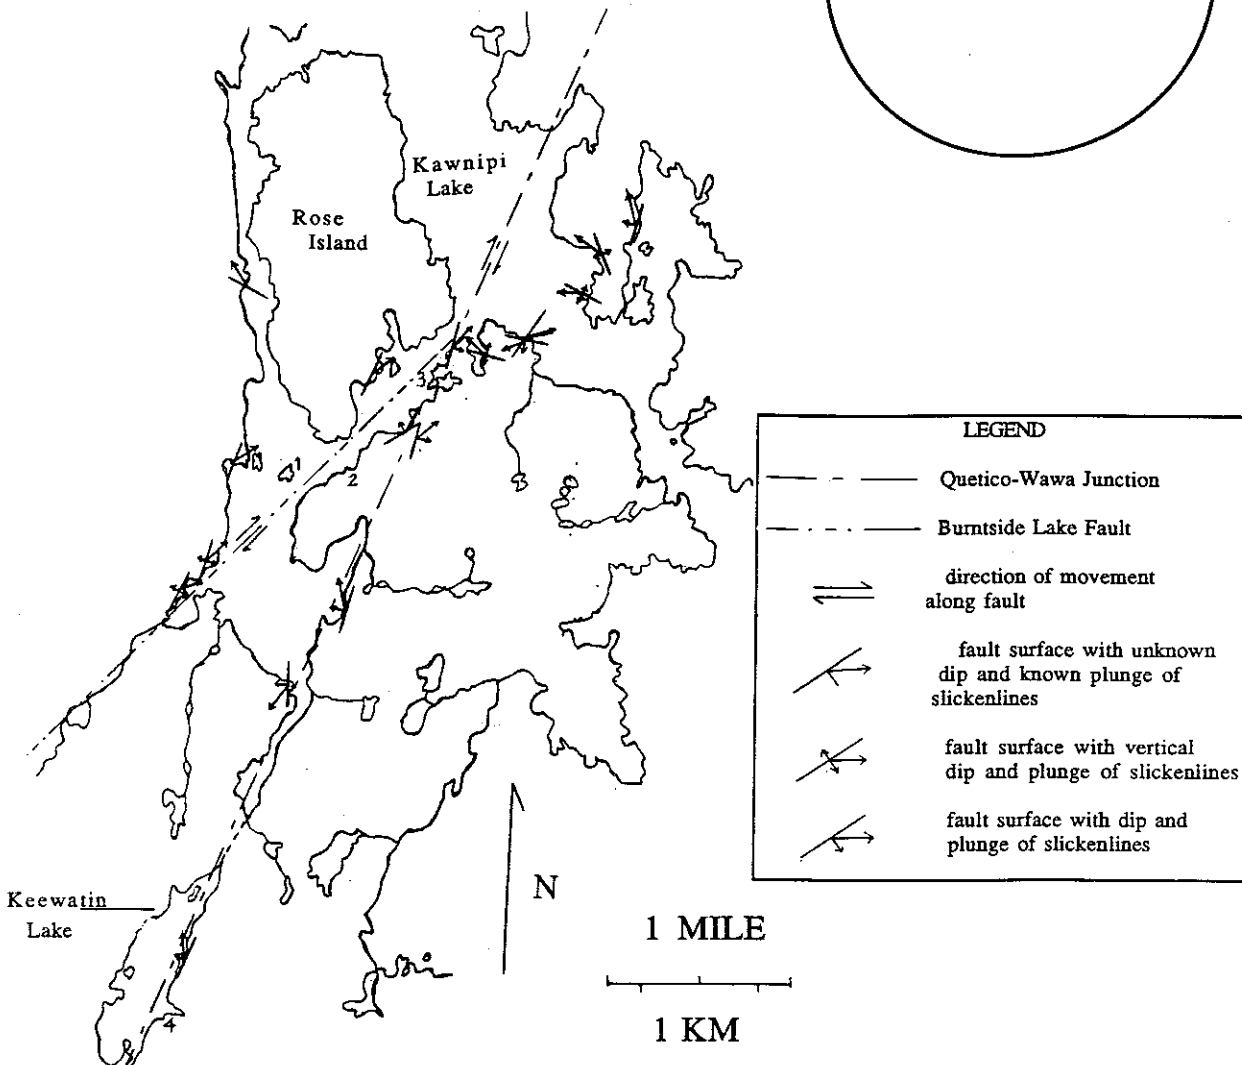 Kawnipi
Lake
Rose
Island
3
1
2
LEGEND
Quetico-Wawa Junction
Burntside Lake Fault
direction of movement
along fault
fault surface with unknown
dip and known plunge of
slickenlines
fault surface with vertical
dip and plunge of slickenlines
fault surface with dip and
plunge of slickenlines
Keewatin
Lake
N
1 MILE
1 KM
4